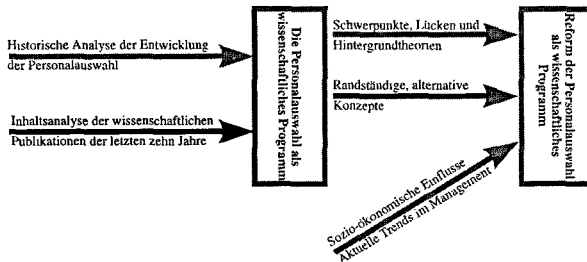 Historische Analyse der Entwicklung
der Personalauswahl
Inhaltsanalyse der wissenschaftlichen
Publikationen der letzten zehn Jahre
Die Personalauswahl als
wissenschaftliches Programm
Schwerpunkte, Lücken und
Hintergrundtheorien
Randständige, alternative
Konzepte
Sozio-ökonomische Einflusse
Aktuelle Trends im Management
Reform der Personalauswahl
als wissenschaftliches
Programm